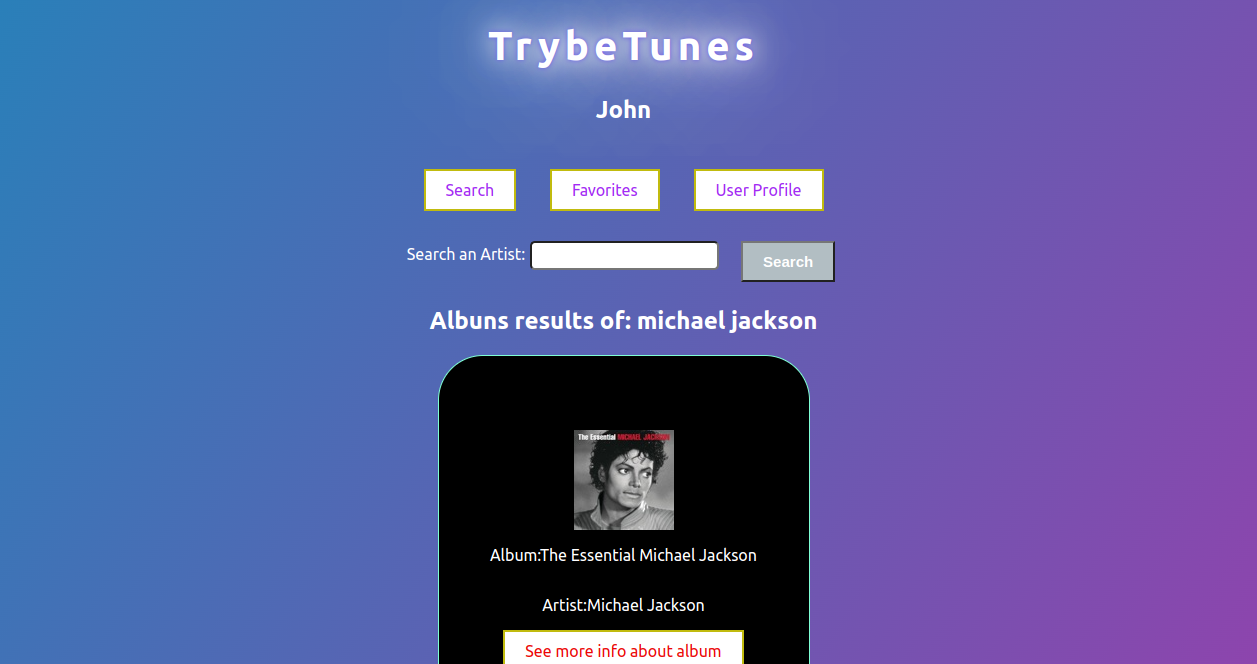 TrybeTunes
John
Search Favorites User Profile
Search an Artist: Search
Albuns results of: michael jackson
The Essential MICHAEL JACKSON
Album:The Essential Michael Jackson
Artist:Michael Jackson
See more info about album